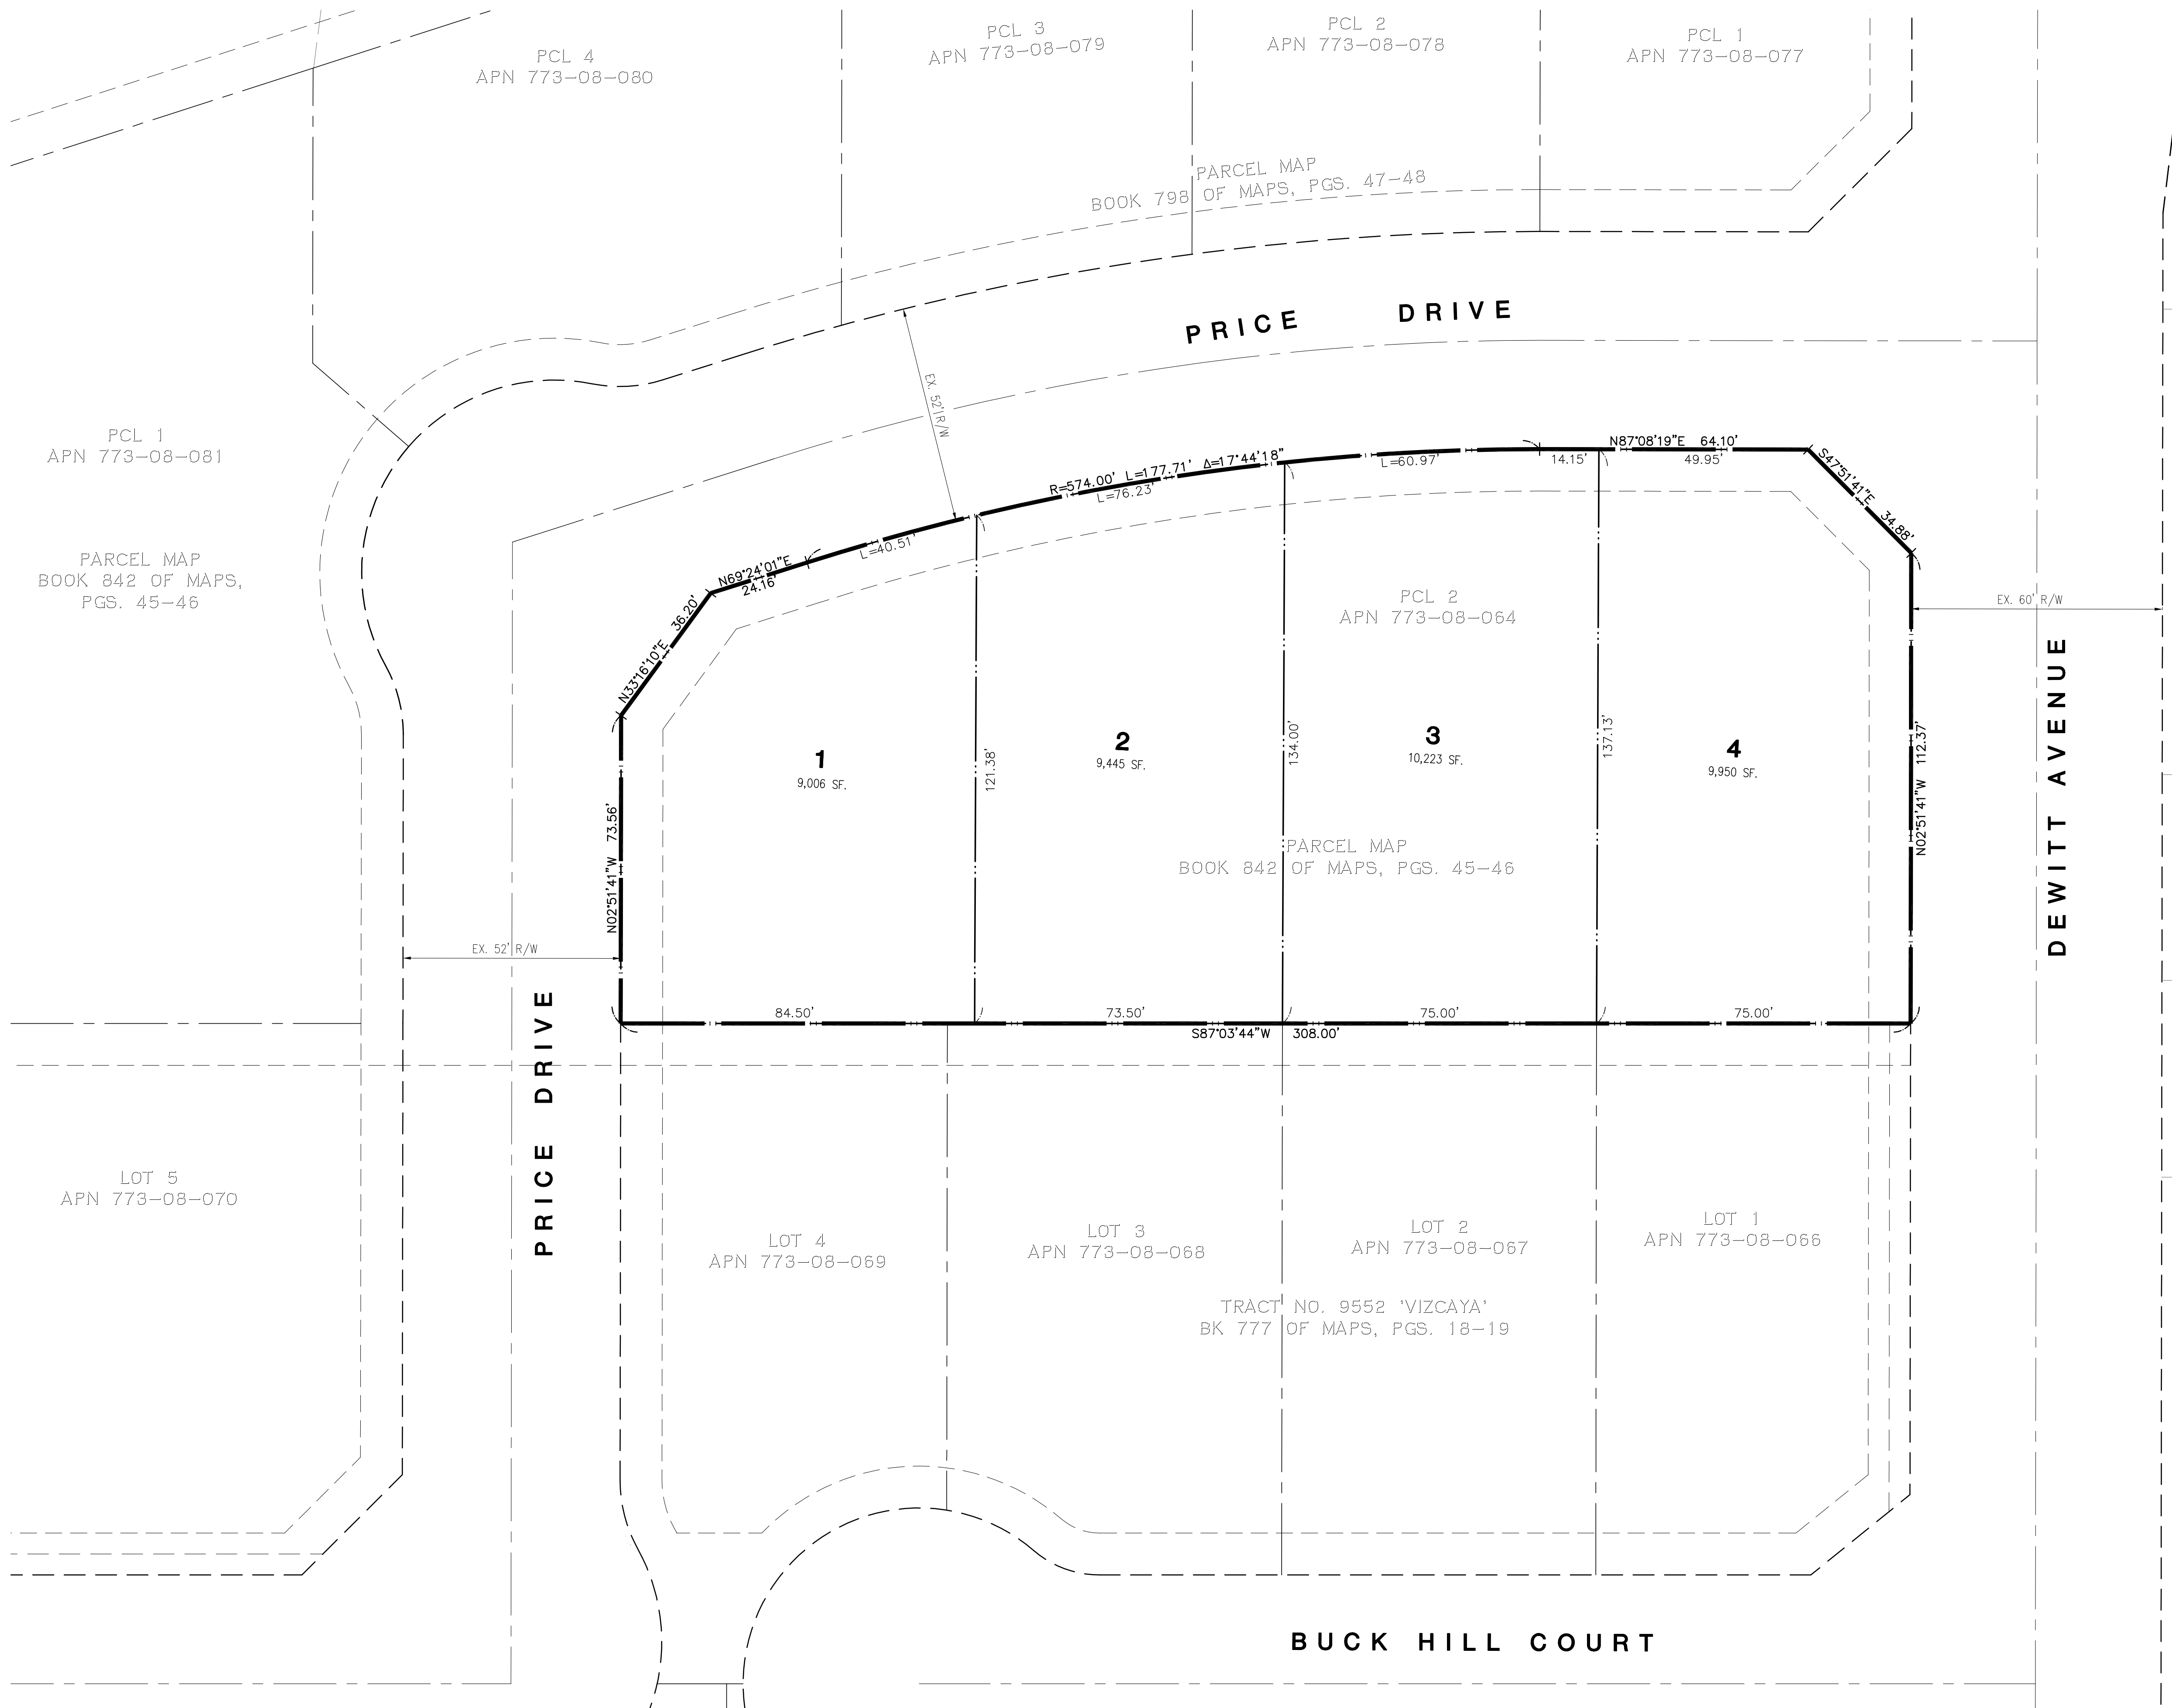 PCL 4
APN 773-08-080
PCL 3
APN 773-08-079
PCL 2
APN 773-08-078
PCL 1
APN 773-08-077
PARCEL MAP
BOOK 798 OF MAPS, PGS. 47-48
PRICE DRIVE
EX. 52' R/W
PCL 1
APN 773-08-081
PARCEL MAP
BOOK 842 OF MAPS,
PGS. 45-46
N87°08'19"E 64.10'
14.15'
49.95'
R=574.00' L=177.71' Δ=17°44'18"
L=60.97'
L=76.23'
L=40.51'
N69°24'01"E
24.16'
N33°16'10"E 36.20'
S47°51'41"E 34.88'
PCL 2
APN 773-08-064
EX. 60' R/W
DEWITT AVENUE
1
9,006 SF.
121.38'
2
9,445 SF.
134.00'
3
10,223 SF.
137.13'
4
9,950 SF.
N02°51'41"W 112.37'
N02°51'41"W 73.56'
PARCEL MAP
BOOK 842 OF MAPS, PGS. 45-46
EX. 52' R/W
84.50'
73.50'
75.00'
75.00'
S87°03'44"W 308.00'
PRICE DRIVE
LOT 5
APN 773-08-070
LOT 4
APN 773-08-069
LOT 3
APN 773-08-068
LOT 2
APN 773-08-067
LOT 1
APN 773-08-066
TRACT NO. 9552 'VIZCAYA'
BK 777 OF MAPS, PGS. 18-19
BUCK HILL COURT